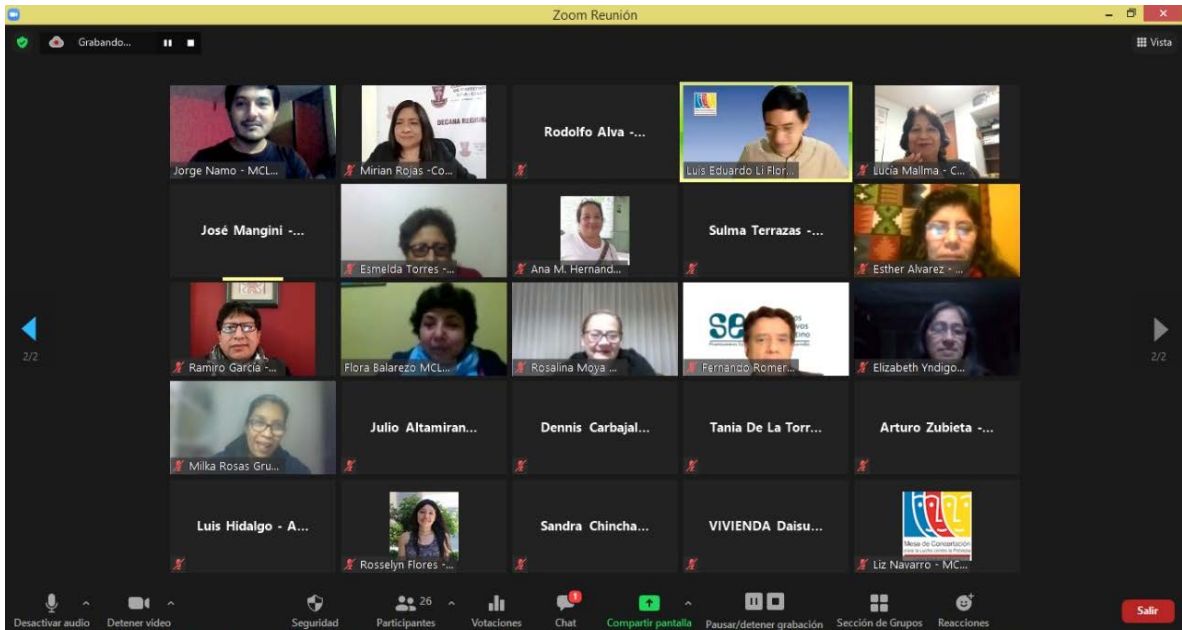 Zoom Reunión
Grabando...
Vista
DECANA REGIONAL
Jorge Namo - MCL...
Mirian Rojas -Co...
Rodolfo Alva -...
Luis Eduardo Li Flor...
Lucía Mallma - C...
José Mangini -...
Esmelda Torres -...
Ana M. Hernand...
Sulma Terrazas -...
Esther Alvarez - ...
Ramiro García -...
Flora Balarezo MCL...
Rosalina Moya ...
Fernando Romer...
Elizabeth Yndigo...
2/2
2/2
Milka Rosas Gru...
Julio Altamiran...
Dennis Carbajal...
Tania De La Torr...
Arturo Zubieta -...
Luis Hidalgo - A...
Rosselyn Flores -...
Sandra Chincha...
VIVIENDA Daisu...
Mesa de Concertación
para la Lucha contra la Pobreza
Liz Navarro - MC...
Desactivar audio
Detener video
Seguridad
26
Participantes
Votaciones
1
Chat
Compartir pantalla
Pausar/detener grabación
Sección de Grupos
Reacciones
Salir